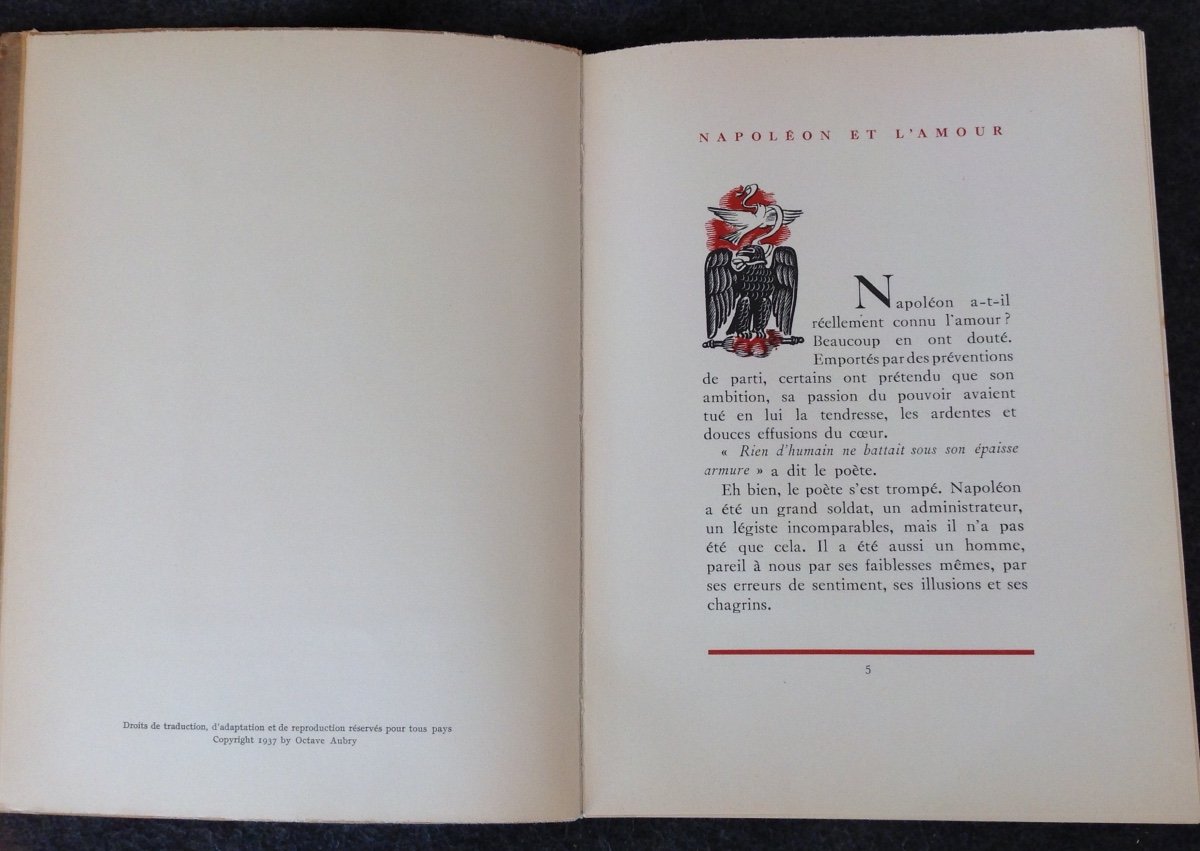 Droits de traduction, d'adaptation et de reproduction réservés pour tous pays
Copyright 1937 by Octave Aubry
NAPOLÉON ET L'AMOUR
Napoléon a-t-il
réellement connu l'amour ?
Beaucoup en ont douté.
Emportés par des préventions
de parti, certains ont prétendu que son
ambition, sa passion du pouvoir avaient
tué en lui la tendresse, les ardentes et
douces effusions du cœur.
« Rien d'humain ne battait sous son épaisse
armure » a dit le poète.
Eh bien, le poète s'est trompé. Napoléon
a été un grand soldat, un administrateur,
un légiste incomparables, mais il n'a pas
été que cela. Il a été aussi un homme,
pareil à nous par ses faiblesses mêmes, par
ses erreurs de sentiment, ses illusions et ses
chagrins.
5